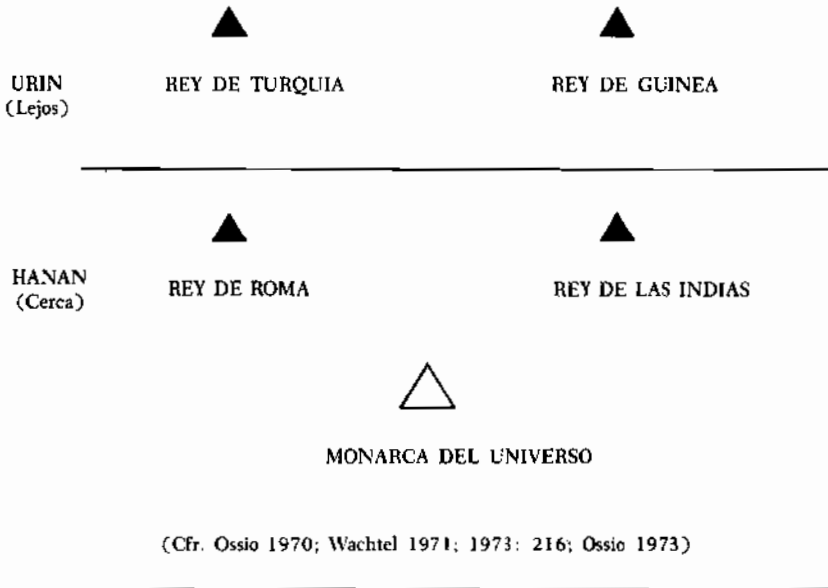 URIN
(Lejos)
REY DE TURQUIA
REY DE GUINEA
HANAN
(Cerca)
REY DE ROMA
REY DE LAS INDIAS
MONARCA DEL UNIVERSO
(Cfr. Ossio 1970; Wachtel 1971; 1973: 216; Ossio 1973)